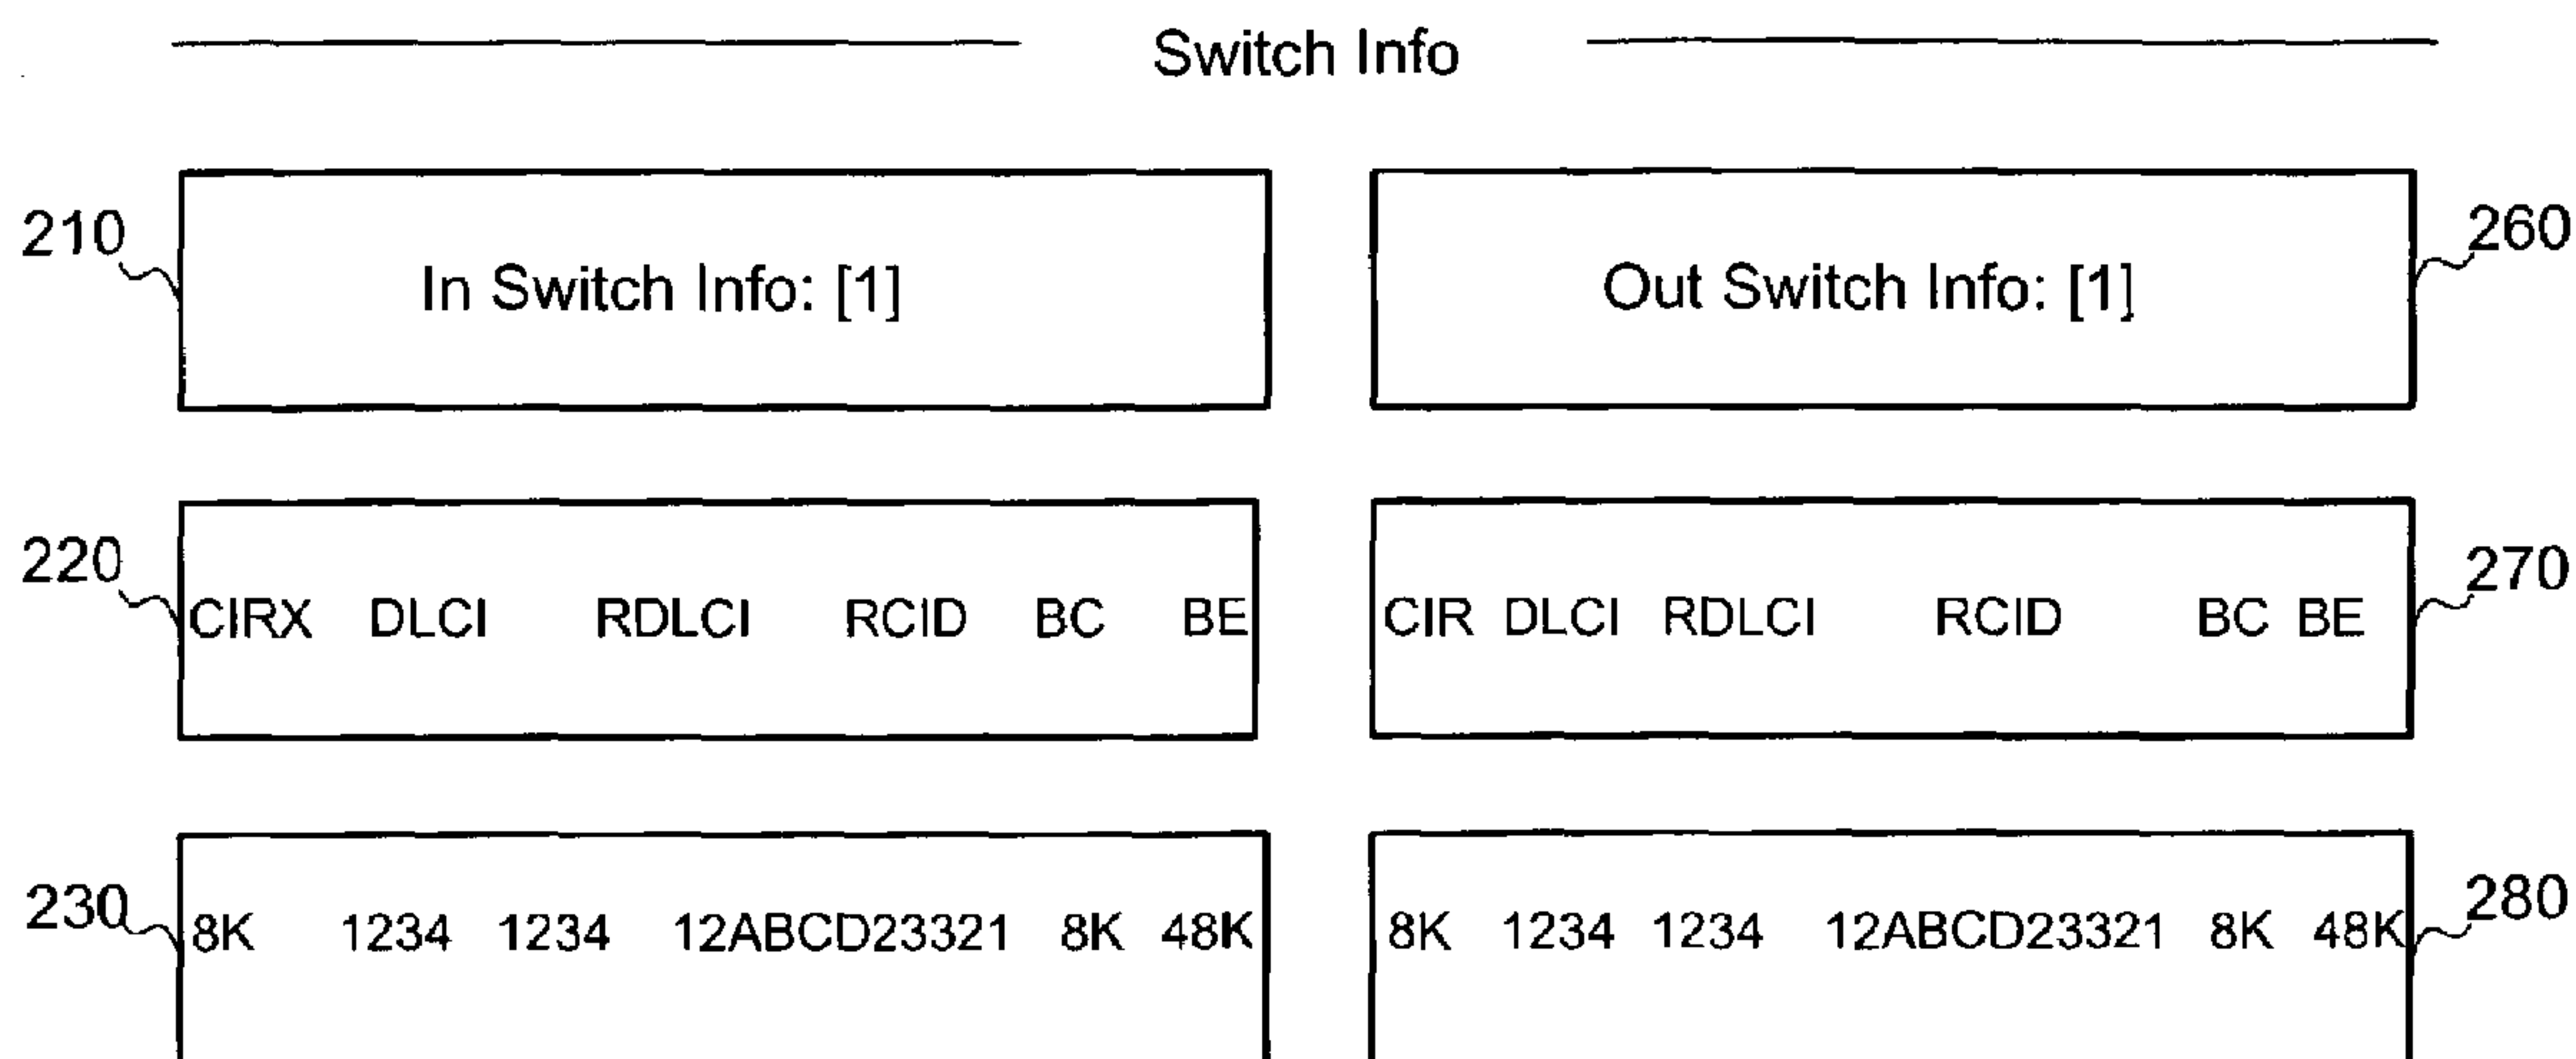 Switch Info
210 In Switch Info: [1] Out Switch Info: [1] 260
220 CIRX DLCI RDLCI RCID BC BE CIR DLCI RDLCI RCID BC BE 270
230 8K 1234 1234 12ABCD23321 8K 48K 8K 1234 1234 12ABCD23321 8K 48K 280